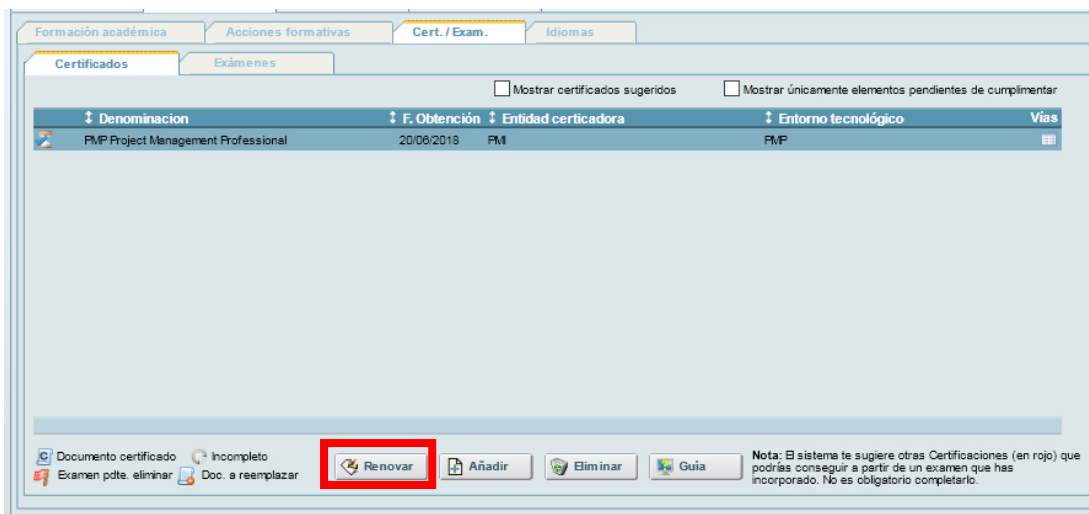 Formación académica Acciones formativas Cert. / Exam. Idiomas
Certificados Exámenes
Mostrar certificados sugeridos Mostrar únicamente elementos pendientes de cumplimentar
Denominacion F. Obtención Entidad certicadora Entorno tecnológico Vías
PMP Project Management Professional 20/06/2018 PMI PMP
Documento certificado Incompleto
Examen pdte. eliminar Doc. a reemplazar
Renovar Añadir Eliminar Guía
Nota: El sistema te sugiere otras Certificaciones (en rojo) que
podrías conseguir a partir de un examen que has
incorporado. No es obligatorio completarlo.